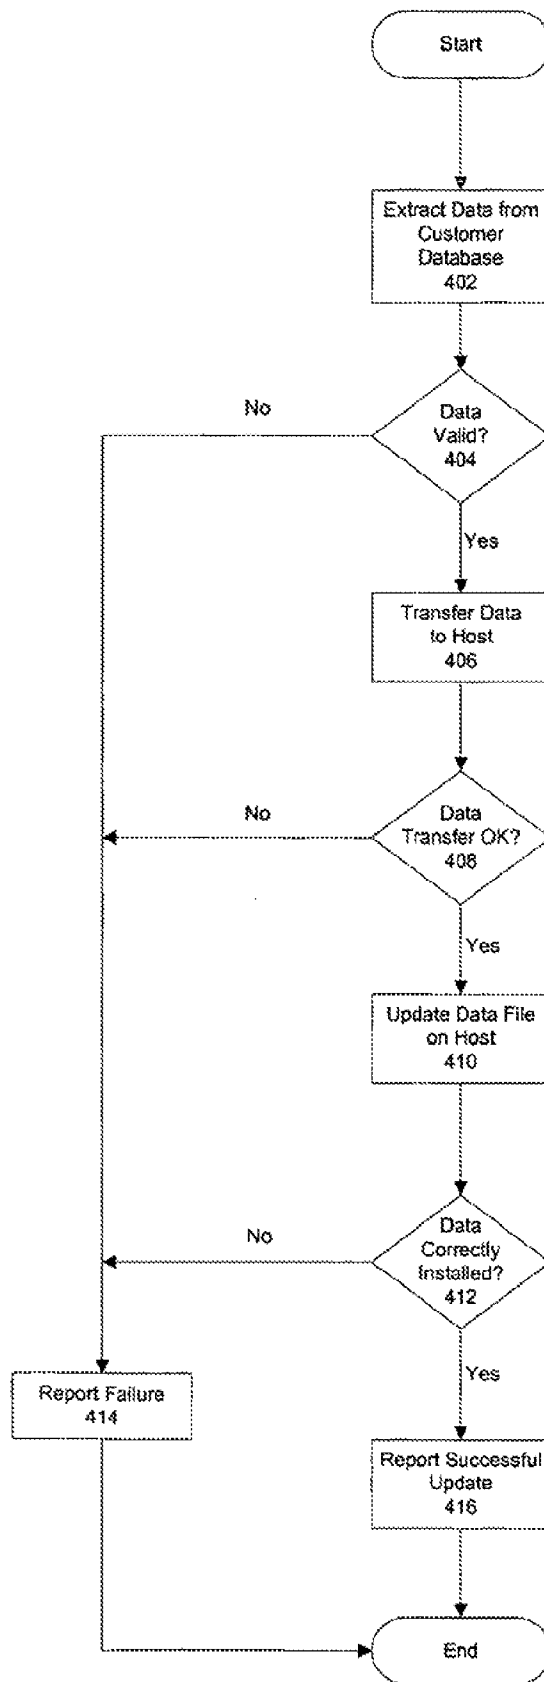 Start
Extract Data from
Customer
Database
402
No
Data
Valid?
404
Yes
Transfer Data
to Host
406
No
Data
Transfer OK?
408
Yes
Update Data File
on Host
410
No
Data
Correctly
Installed?
412
Yes
Report Failure
414
Report Successful
Update
416
End